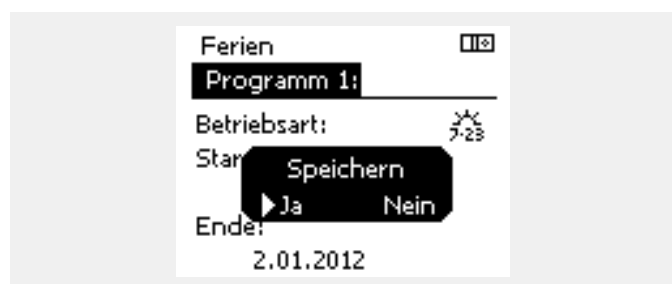 Ferien
Programm 1:
Betriebsart:
7-23
Star
Speichern
Ja Nein
Ende:
2.01.2012